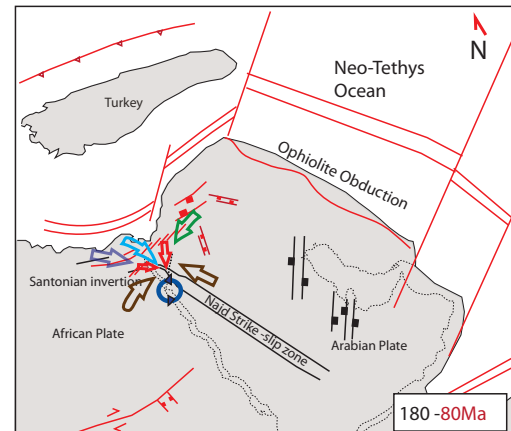 N
Neo-Tethys
Ocean
Turkey
Ophiolite Obduction
Santonian invertion
African Plate
Najd Strike -slip zone
Arabian Plate
180 -80Ma